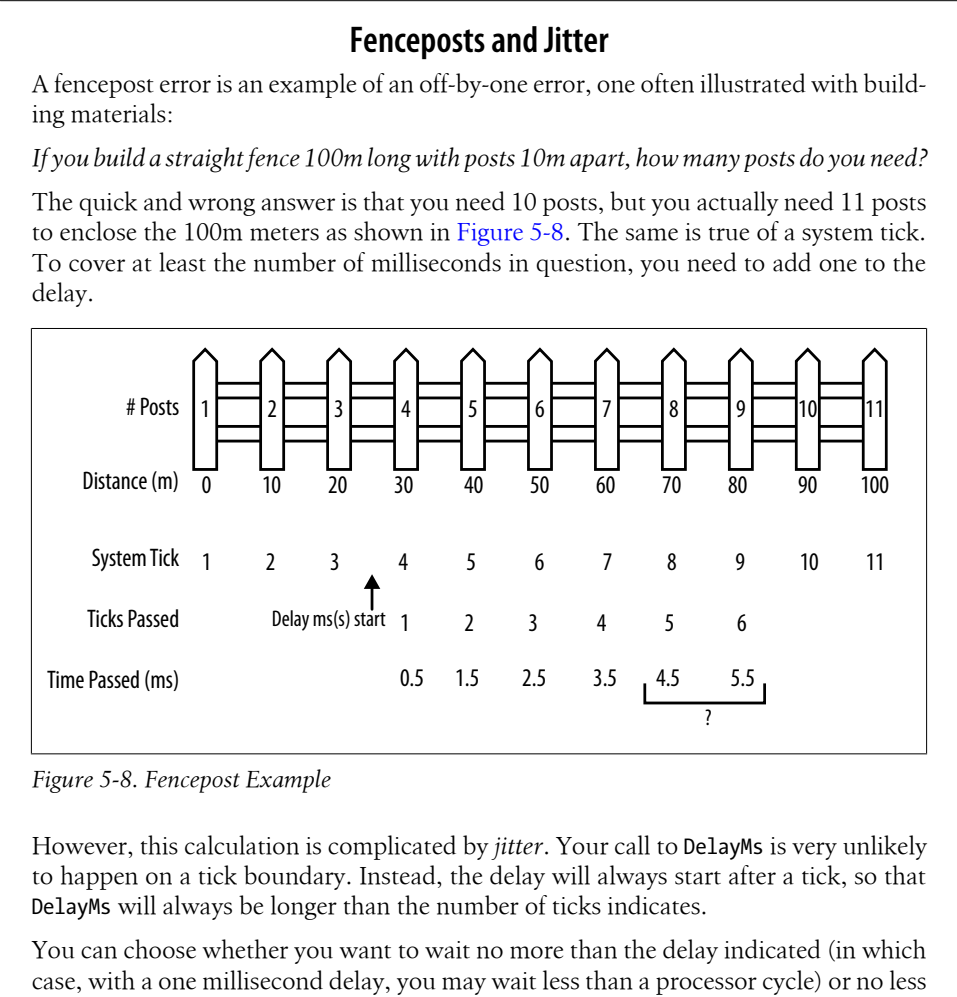 Fenceposts and Jitter
A fencepost error is an example of an off-by-one error, one often illustrated with build-
ing materials:
If you build a straight fence 100m long with posts 10m apart, how many posts do you need?
The quick and wrong answer is that you need 10 posts, but you actually need 11 posts
to enclose the 100m meters as shown in Figure 5-8. The same is true of a system tick.
To cover at least the number of milliseconds in question, you need to add one to the
delay.
# Posts 1 2 3 4 5 6 7 8 9 10 11
Distance (m) 0 10 20 30 40 50 60 70 80 90 100
System Tick 1 2 3 4 5 6 7 8 9 10 11
Delay ms(s) start
Ticks Passed 1 2 3 4 5 6
Time Passed (ms) 0.5 1.5 2.5 3.5 4.5 5.5
?
Figure 5-8. Fencepost Example
However, this calculation is complicated by jitter. Your call to DelayMs is very unlikely
to happen on a tick boundary. Instead, the delay will always start after a tick, so that
DelayMs will always be longer than the number of ticks indicates.
You can choose whether you want to wait no more than the delay indicated (in which
case, with a one millisecond delay, you may wait less than a processor cycle) or no less